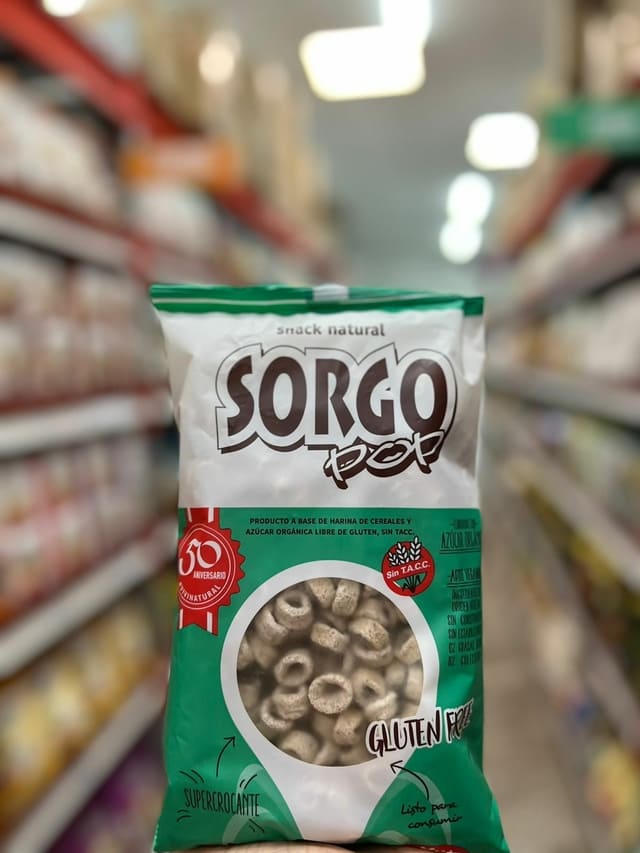 snack natural
SORGO
POP
PRODUCTO A BASE DE HARINA DE CEREALES Y
AZÚCAR ORGÁNICA LIBRE DE GLUTEN, SIN TACC.
50
ANIVERSARIO
Sin T.A.C.C.
GLUTEN FREE
SUPERCROCANTE
Listo para
consumir